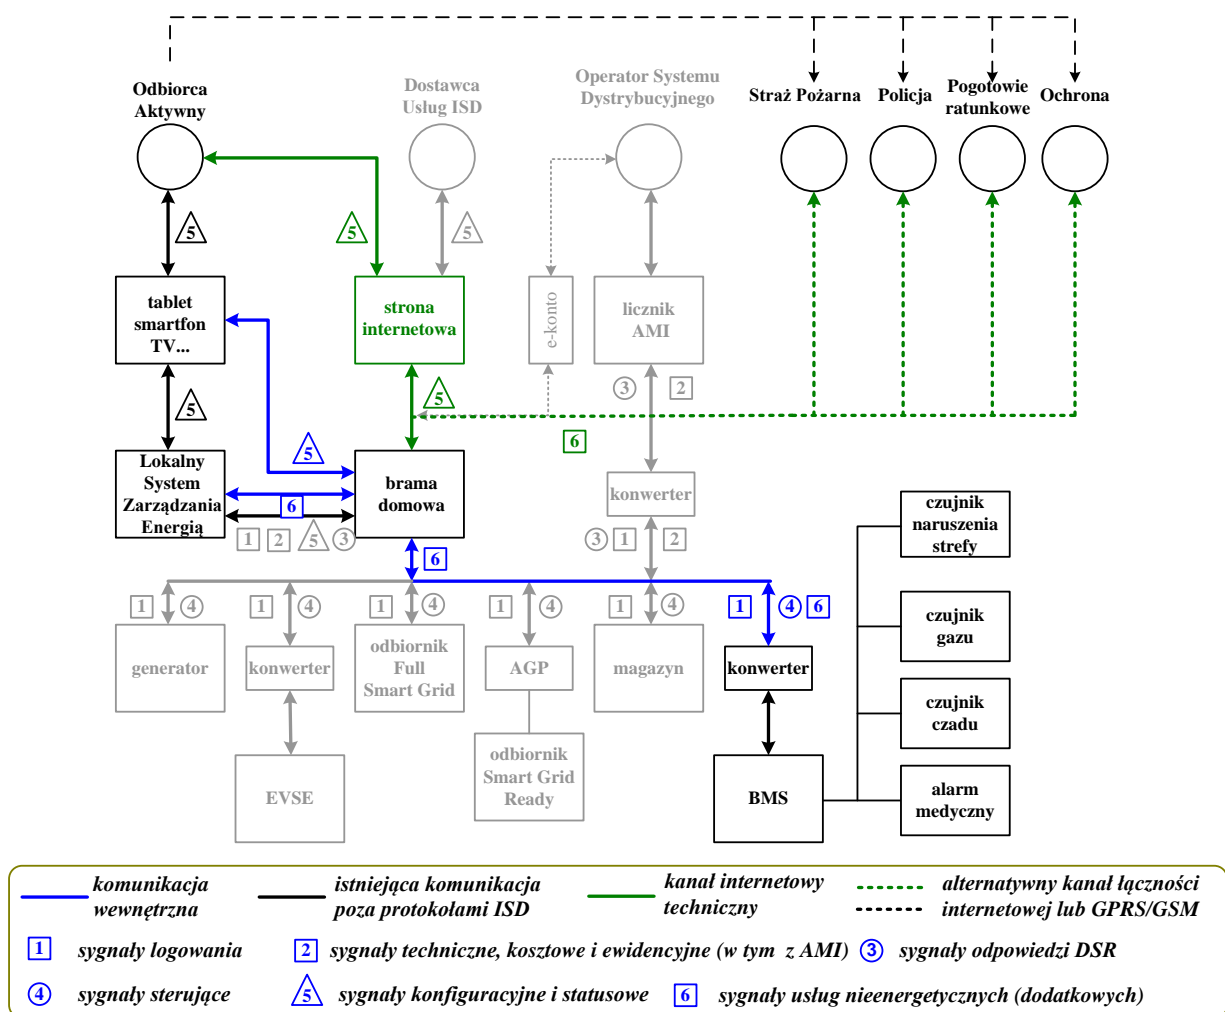 Odbiorca
Aktywny
Dostawca
Usług ISD
Operator Systemu
Dystrybucyjnego
Straż Pożarna
Policja
Pogotowie
ratunkowe
Ochrona
5
5
5
tablet
smartfon
TV...
strona
internetowa
e-konto
licznik
AMI
5
5
3
2
6
5
Lokalny
System
Zarządzania
Energią
6
1
2
5
3
brama
domowa
konwerter
3
1
2
6
czujnik
naruszenia
strefy
1
4
1
4
1
4
1
4
1
4
1
4
6
generator
konwerter
odbiornik
Full
Smart Grid
AGP
magazyn
konwerter
czujnik
gazu
czujnik
czadu
EVSE
odbiornik
Smart Grid
Ready
BMS
alarm
medyczny
komunikacja
wewnętrzna
istniejąca komunikacja
poza protokołami ISD
kanał internetowy
techniczny
alternatywny kanał łączności
internetowej lub GPRS/GSM
1 sygnały logowania
2 sygnały techniczne, kosztowe i ewidencyjne (w tym z AMI)
3 sygnały odpowiedzi DSR
4 sygnały sterujące
5 sygnały konfiguracyjne i statusowe
6 sygnały usług nieenergetycznych (dodatkowych)